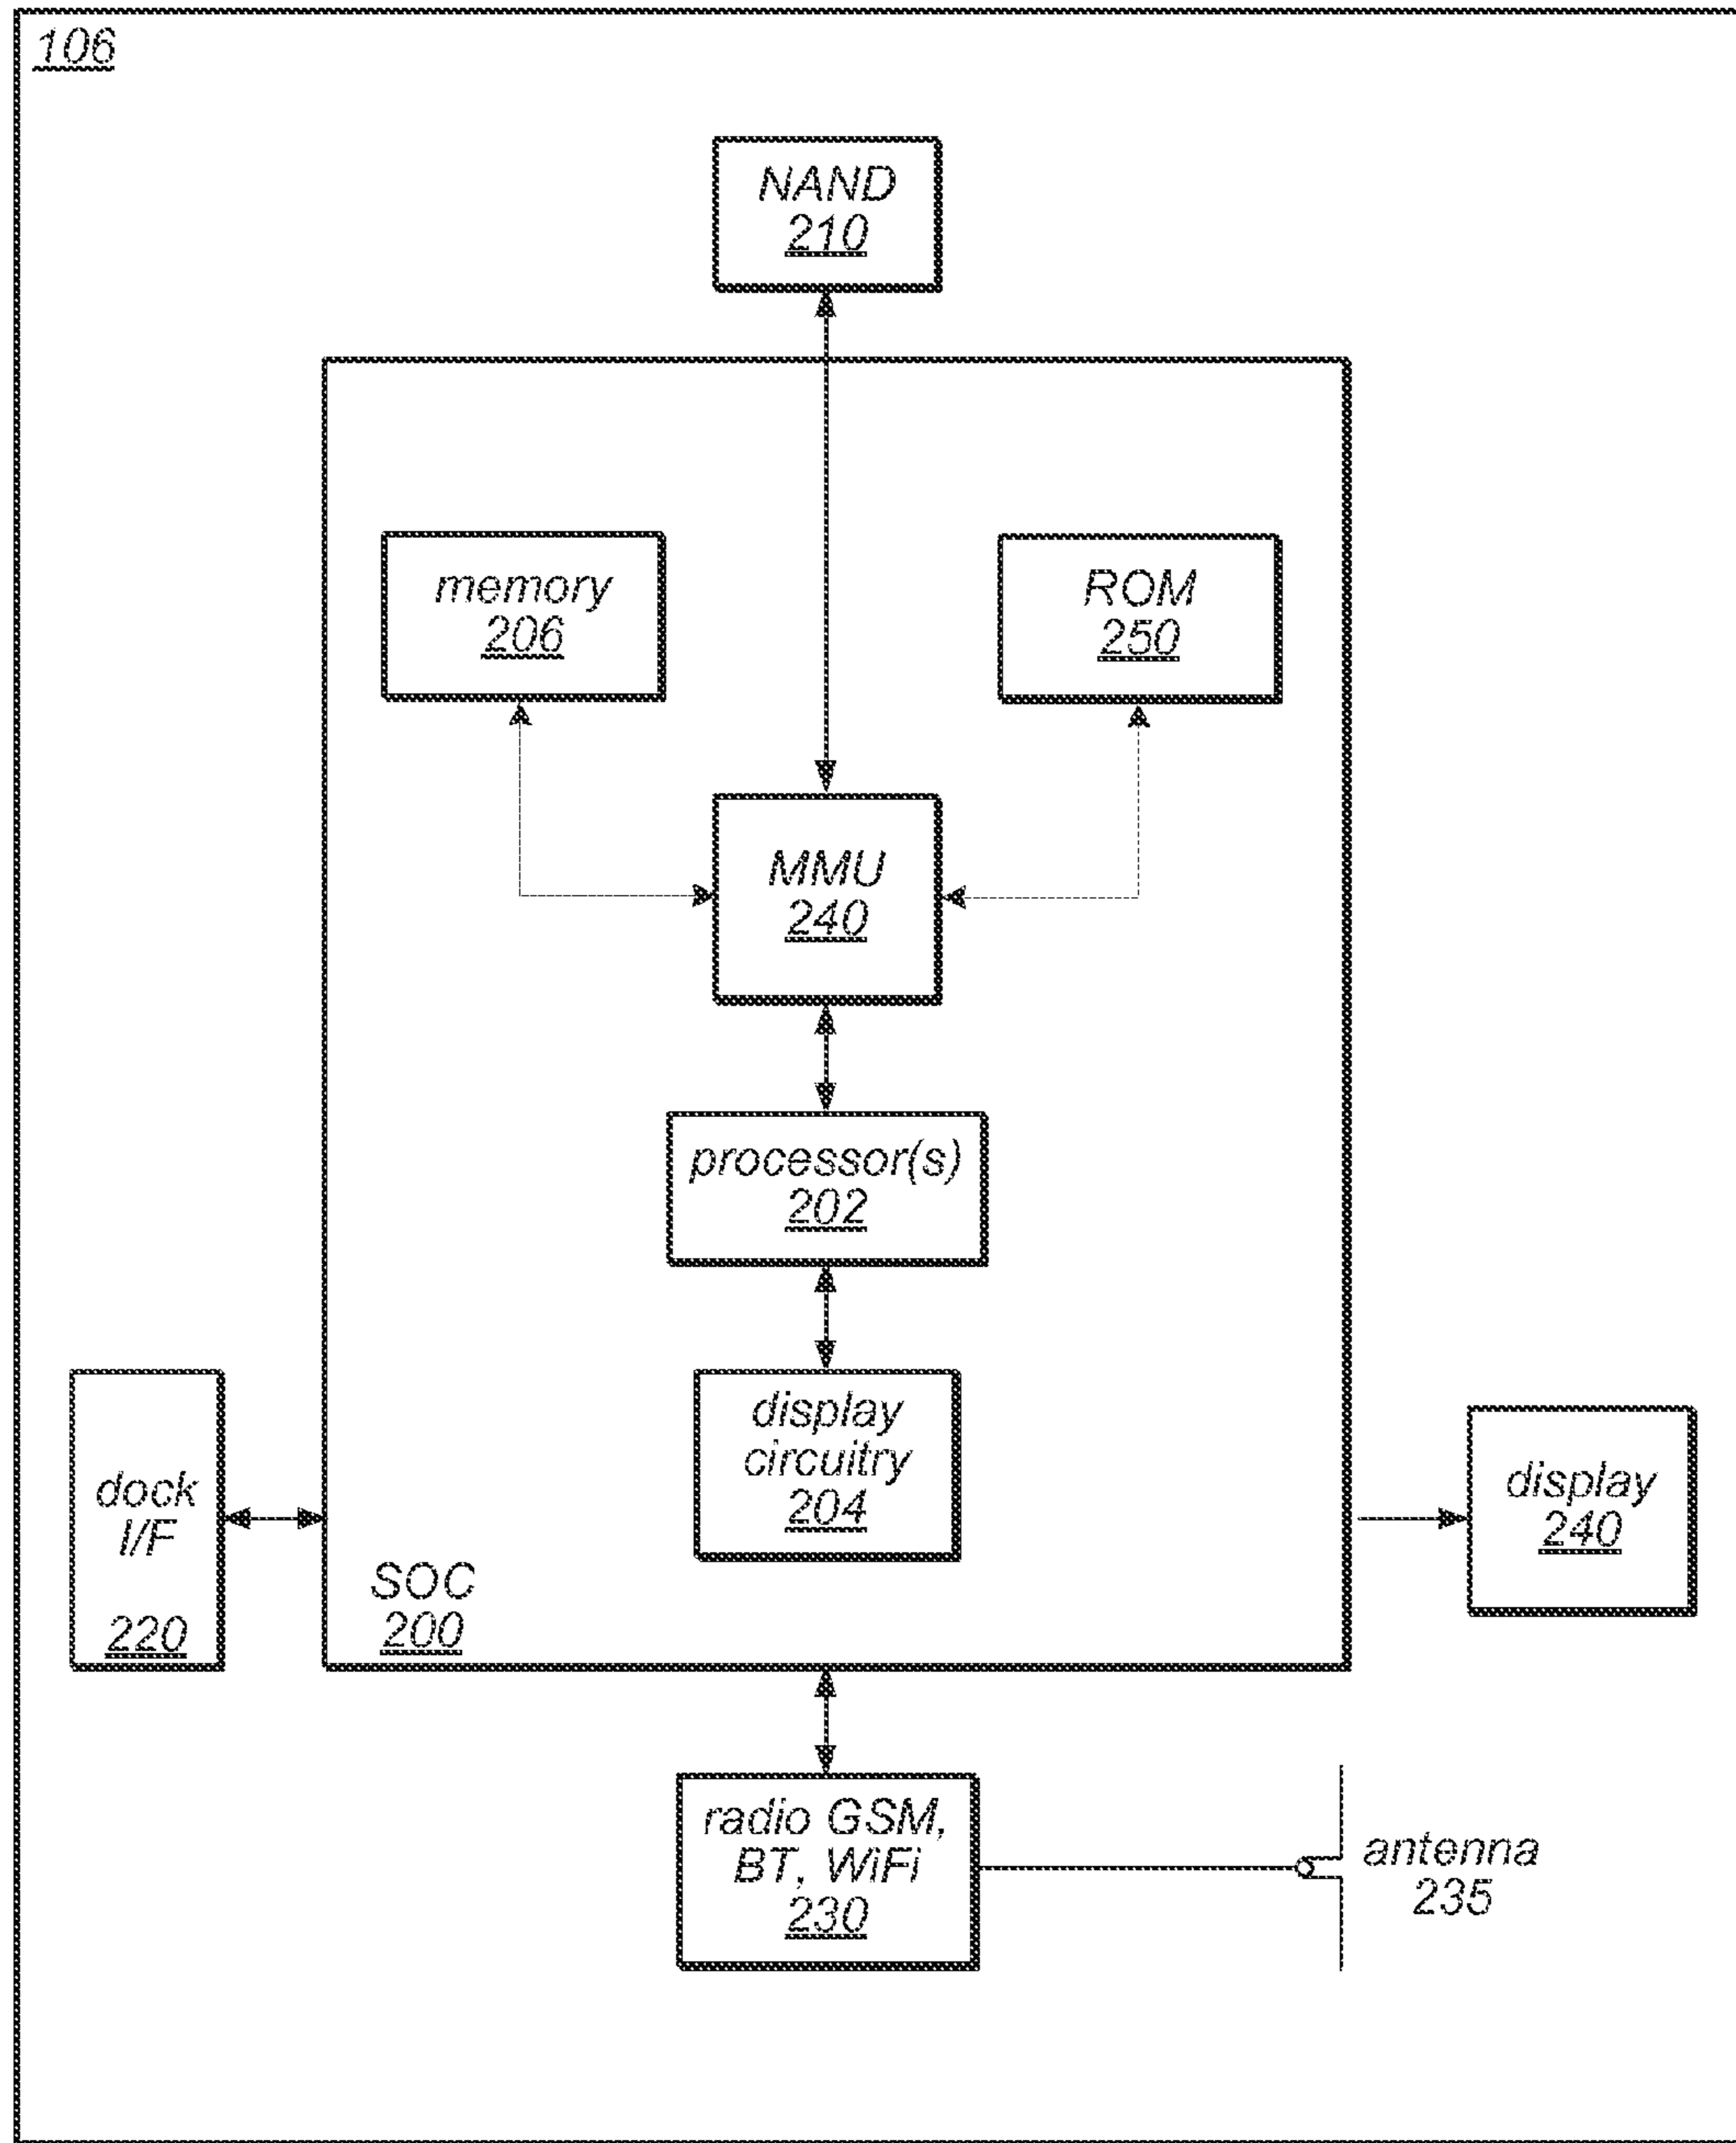 106
NAND
210
memory
206
ROM
250
MMU
240
processor(s)
202
display
circuitry
204
dock
I/F
220
SOC
200
display
240
radio GSM,
BT, WiFi
230
antenna
235